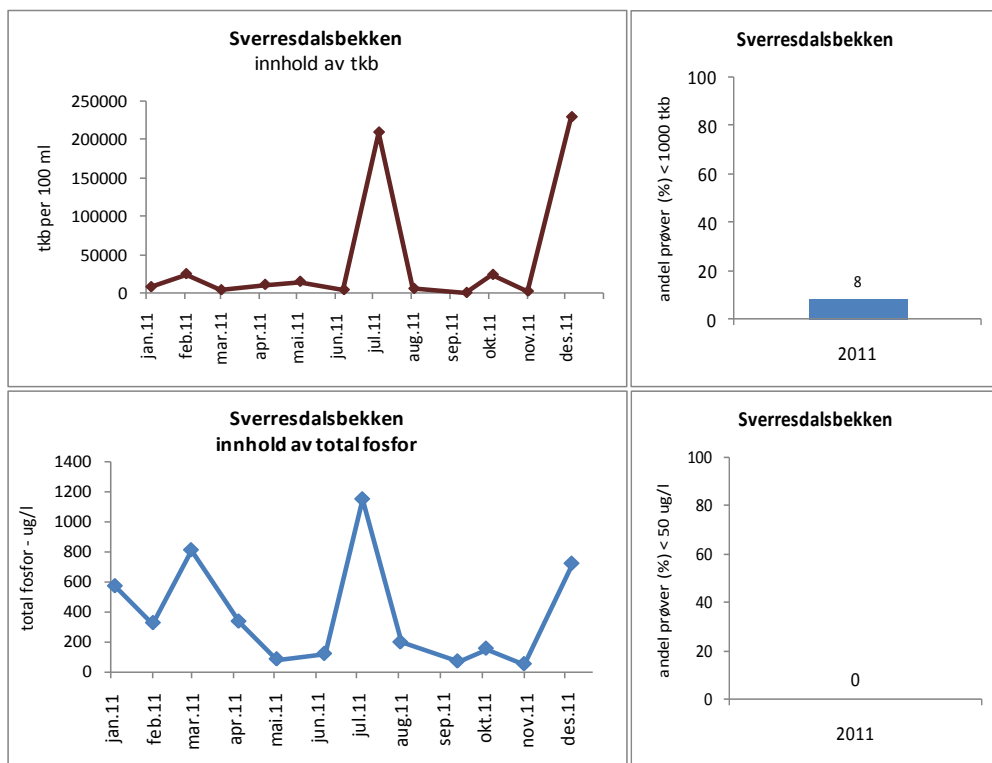 Sverresdalsbekken
innhold av tkb
tkb per 100 ml
250000
200000
150000
100000
50000
0
jan.11
feb.11
mar.11
apr.11
mai.11
jun.11
jul.11
aug.11
sep.11
okt.11
nov.11
des.11
Sverresdalsbekken
andel prøver (%) <1000 tkb
100
80
60
40
20
0
8
2011
Sverresdalsbekken
innhold av total fosfor
total fosfor - ug/l
1400
1200
1000
800
600
400
200
0
jan.11
feb.11
mar.11
apr.11
mai.11
jun.11
jul.11
aug.11
sep.11
okt.11
nov.11
des.11
Sverresdalsbekken
andel prøver (%) < 50 ug/l
100
80
60
40
20
0
0
2011